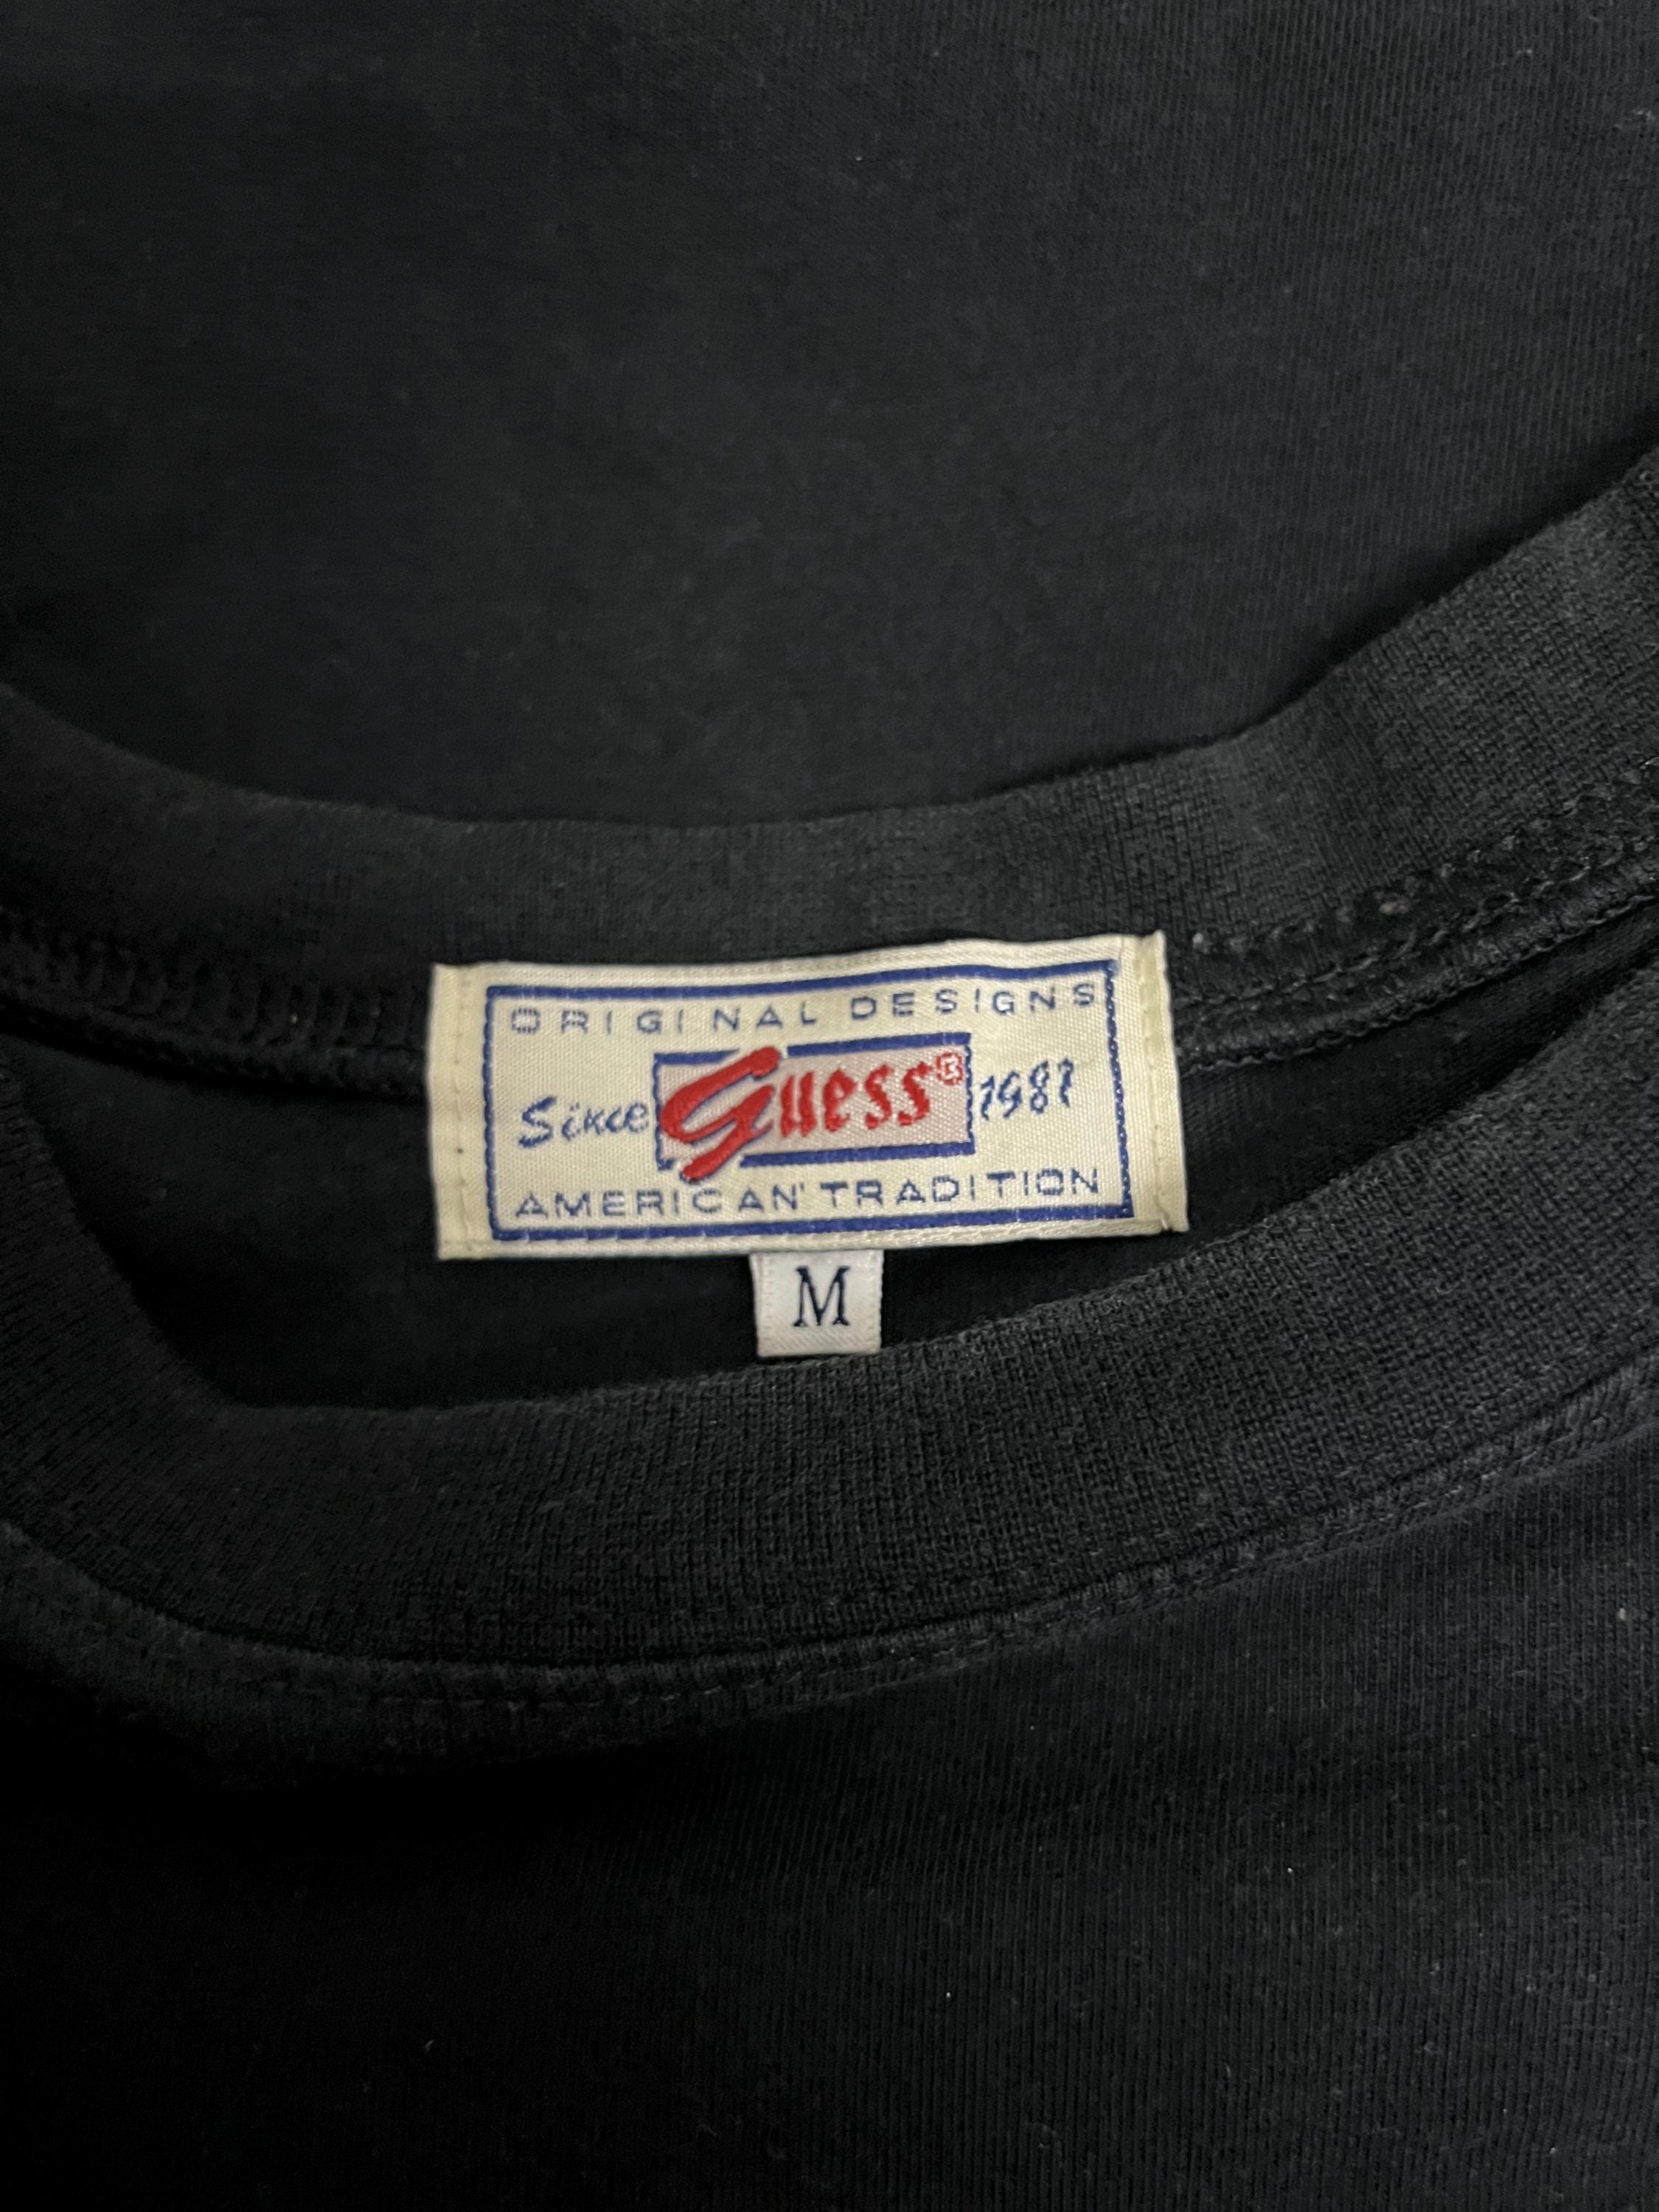 ORIGINAL DESIGNS
Since Guess® 1981
AMERICAN TRADITION
M